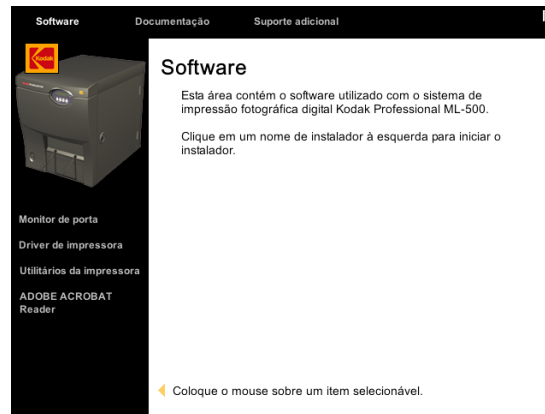 Software Documentação Suporte adicional
Kodak
Software
Esta área contém o software utilizado com o sistema de
impressão fotográfica digital Kodak Professional ML-500.
Clique em um nome de instalador à esquerda para iniciar o
instalador.
Monitor de porta
Driver de impressora
Utilitários da impressora
ADOBE ACROBAT
Reader
Coloque o mouse sobre um item selecionável.